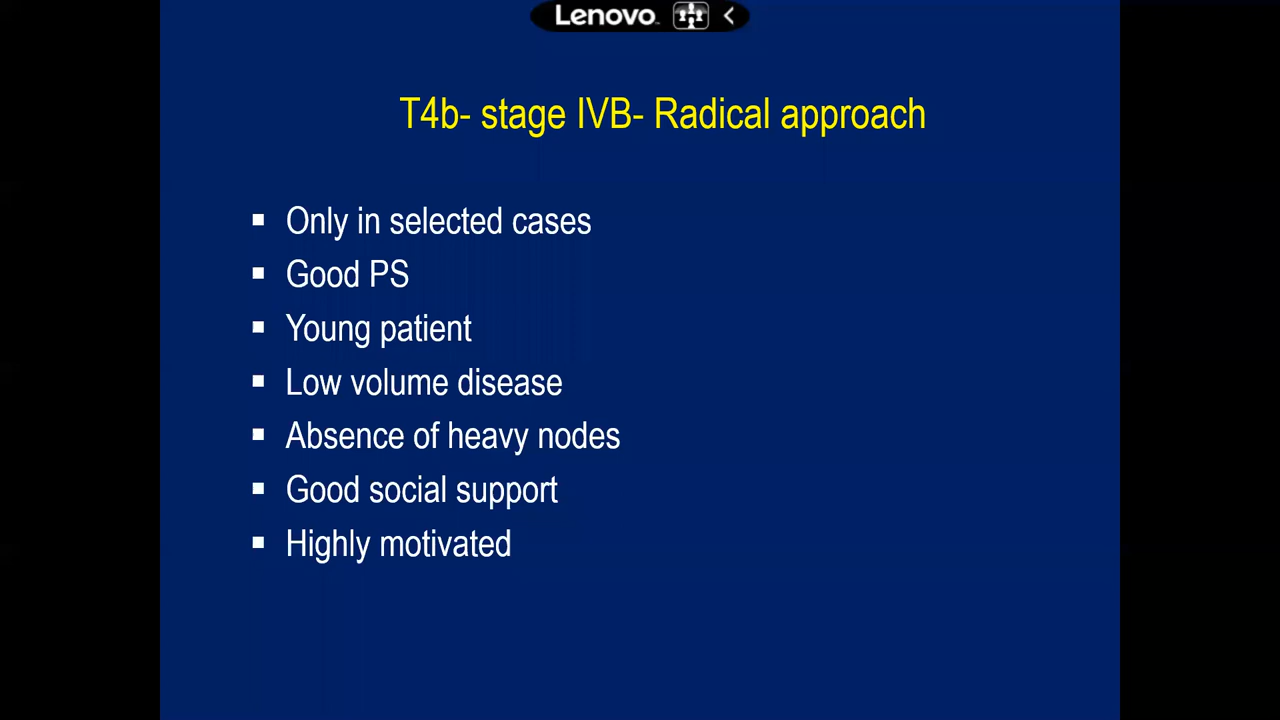 Lenovo
T4b- stage IVB- Radical approach
▪ Only in selected cases
▪ Good PS
▪ Young patient
▪ Low volume disease
▪ Absence of heavy nodes
▪ Good social support
▪ Highly motivated